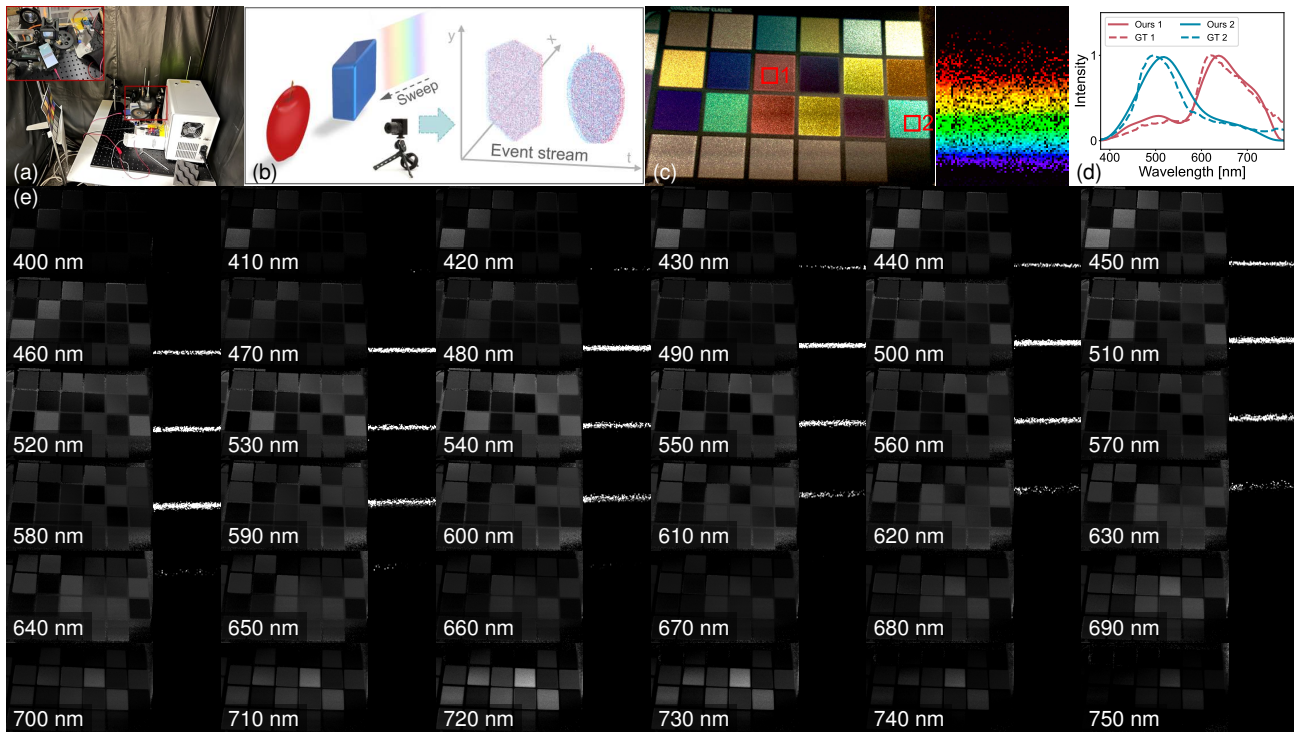 (a)
(b)
Sweep
y
x
Event stream
t
(c)
colorchecker CLASSIC
1
2
(d)
Ours 1
GT 1
Ours 2
GT 2
Intensity
1
0
400 500 600 700
Wavelength [nm]
(e)
400 nm 410 nm 420 nm 430 nm 440 nm 450 nm
460 nm 470 nm 480 nm 490 nm 500 nm 510 nm
520 nm 530 nm 540 nm 550 nm 560 nm 570 nm
580 nm 590 nm 600 nm 610 nm 620 nm 630 nm
640 nm 650 nm 660 nm 670 nm 680 nm 690 nm
700 nm 710 nm 720 nm 730 nm 740 nm 750 nm